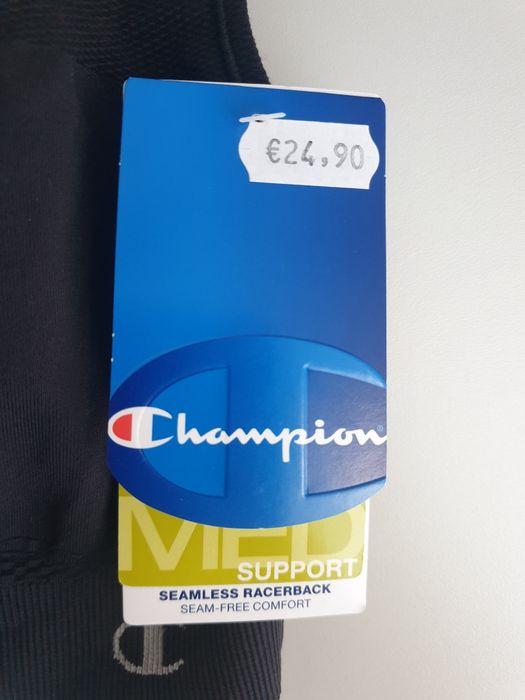 €24,90
Champion
MED
SUPPORT
SEAMLESS RACERBACK
SEAM-FREE COMFORT